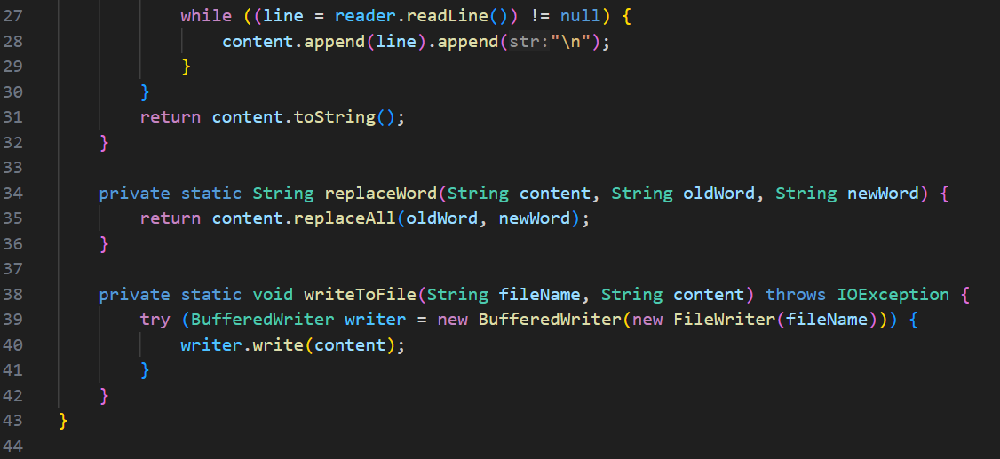 27 while ((line = reader.readLine()) != null) {
28 content.append(line).append(str:"\n");
29 }
30 }
31 return content.toString();
32 }
33
34 private static String replaceWord(String content, String oldWord, String newWord) {
35 return content.replaceAll(oldWord, newWord);
36 }
37
38 private static void writeToFile(String fileName, String content) throws IOException {
39 try (BufferedWriter writer = new BufferedWriter(new FileWriter(fileName))) {
40 writer.write(content);
41 }
42 }
43 }
44